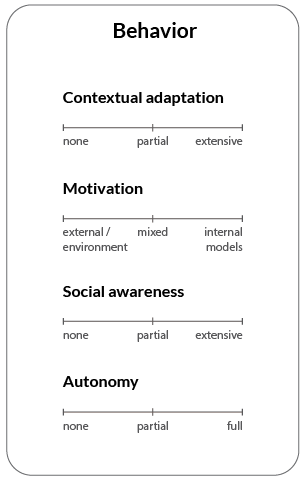 Behavior
Contextual adaptation
none partial extensive
Motivation
external / mixed internal
environment models
Social awareness
none partial extensive
Autonomy
none partial full